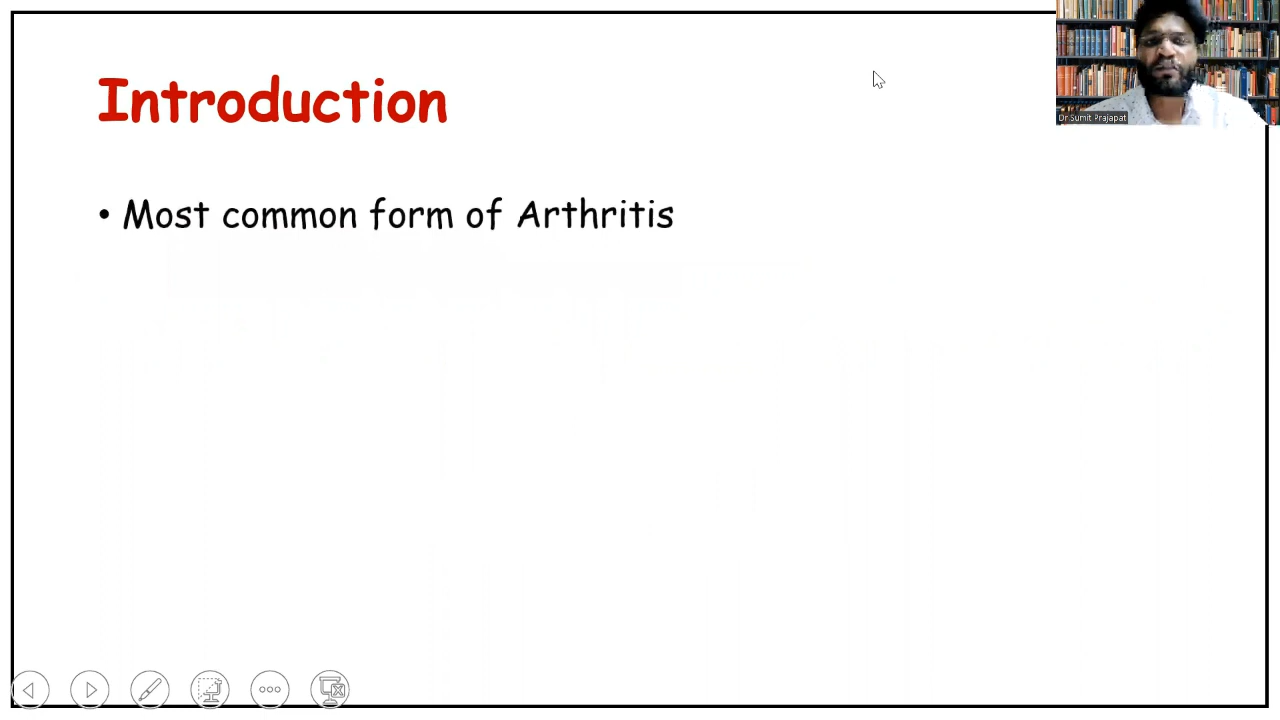 Introduction
• Most common form of Arthritis
Dr.Sumit Prajapat